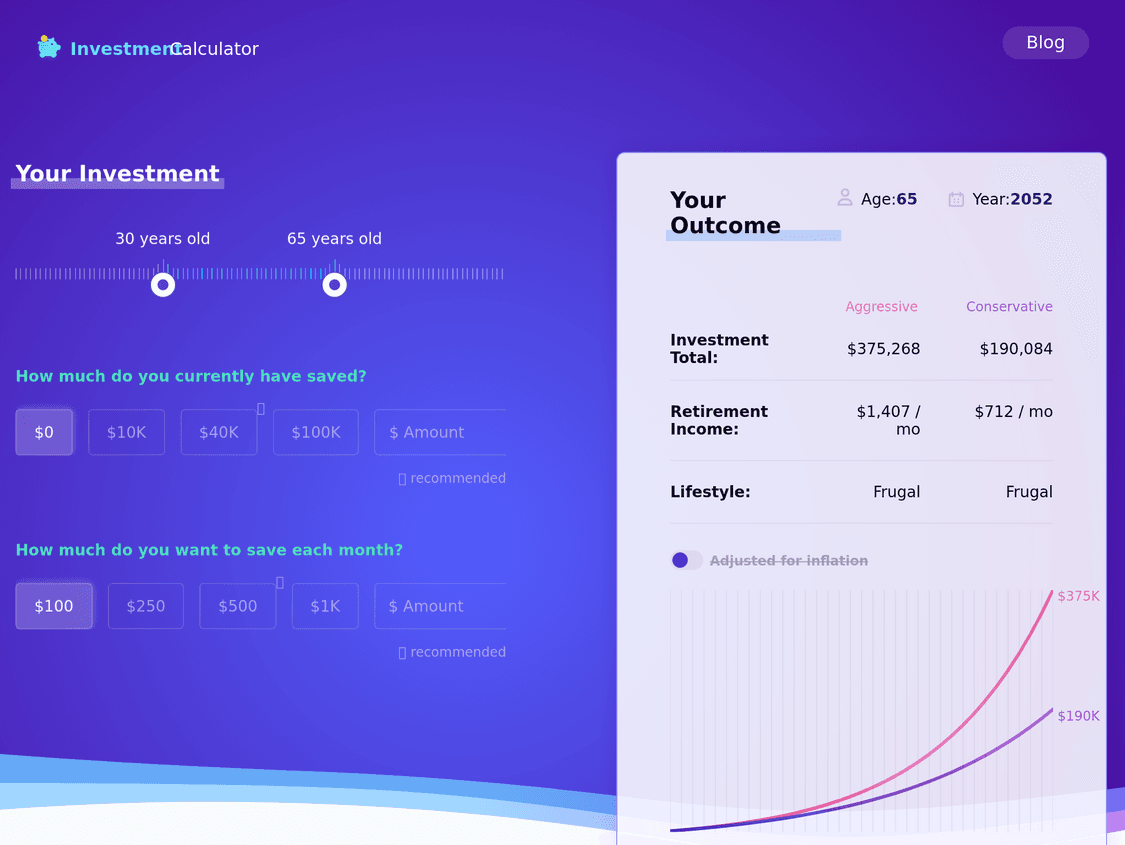 Investment Calculator
Blog
Your Investment
30 years old 65 years old
How much do you currently have saved?
$0 $10K $40K $100K $ Amount
recommended
How much do you want to save each month?
$100 $250 $500 $1K $ Amount
recommended
Your
Outcome
Age:65 Year:2052
Aggressive Conservative
Investment
Total:
$375,268 $190,084
Retirement
Income:
$1,407 /
mo
$712 / mo
Lifestyle: Frugal Frugal
Adjusted for inflation
$375K
$190K